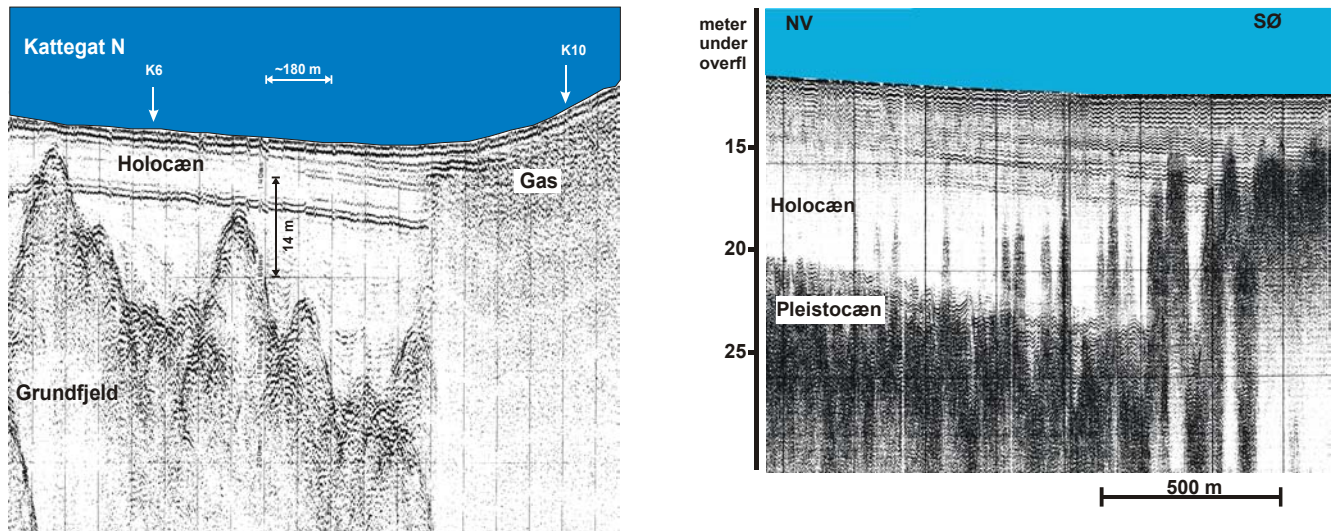 Kattegat N
K6
~180 m
K10
Holocæn
Gas
14 m
Grundfjeld
meter
under
overfl
NV
SØ
15
Holocæn
20
Pleistocæn
25
500 m